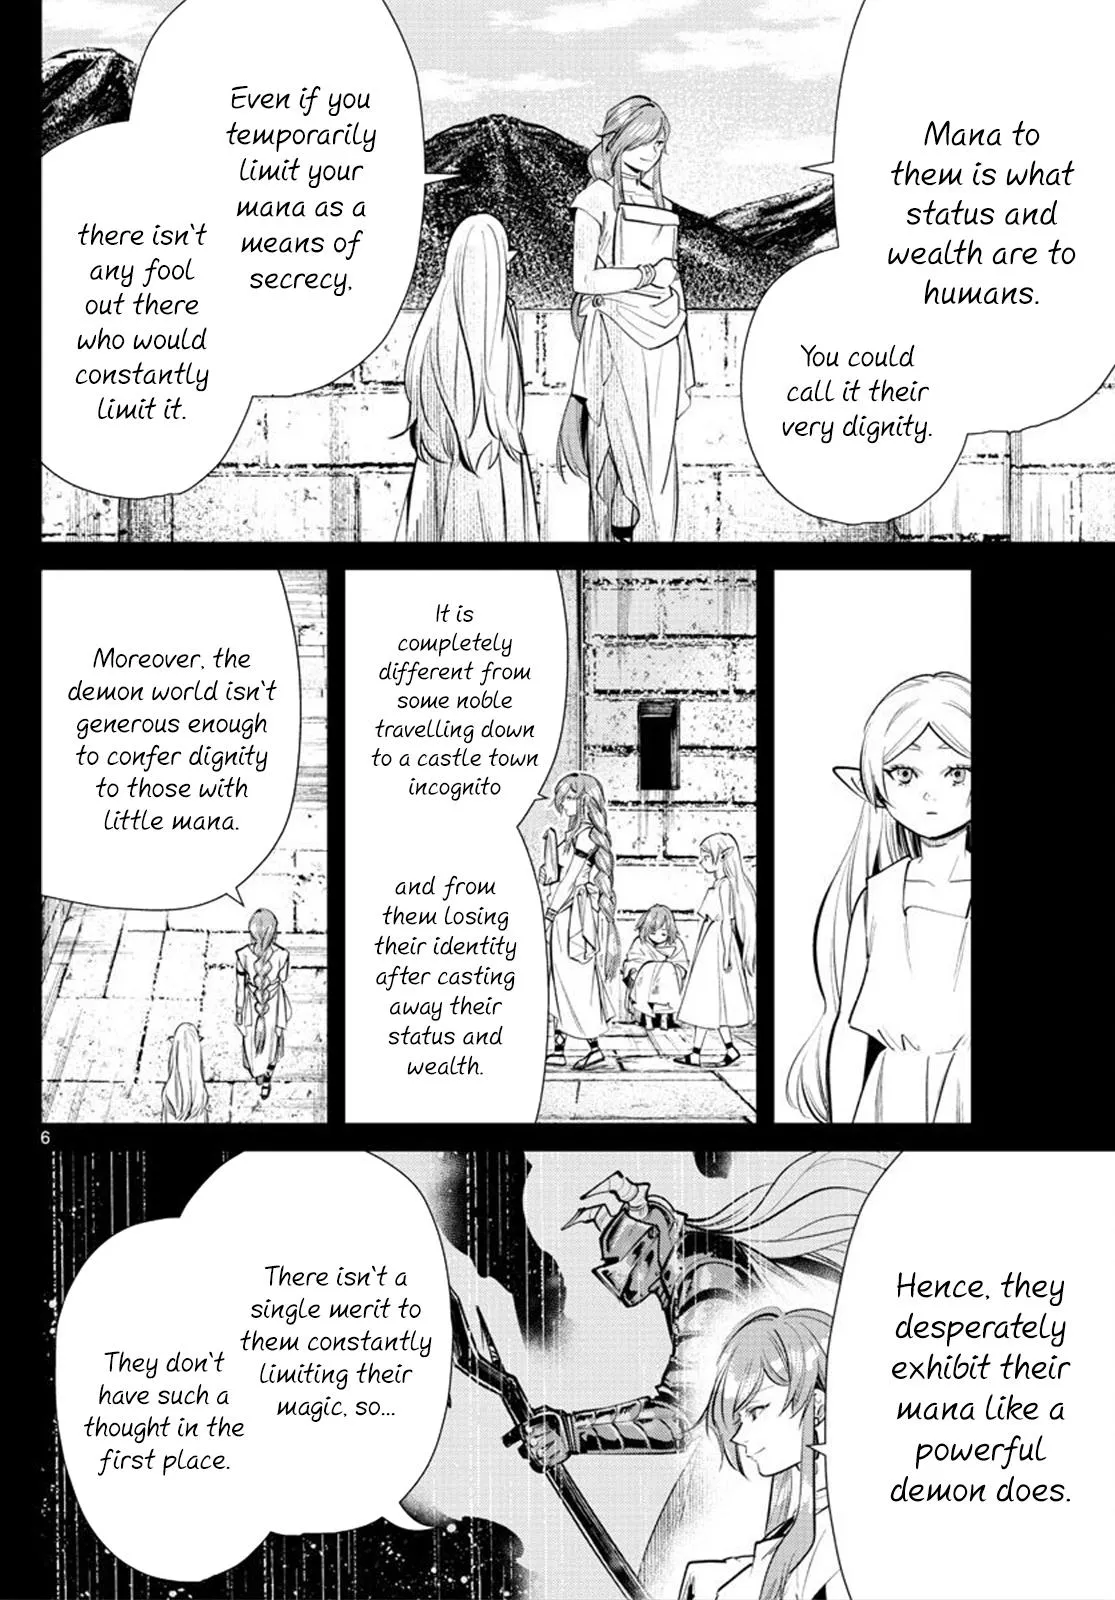 Mana to
them is what
status and
wealth are to
humans.
You could
call it their
very dignity.
Even if you
temporarily
limit your
mana as a
means of
secrecy,
there isn't
any fool
out there
who would
constantly
limit it.
It is
completely
different from
some noble
travelling down
to a castle town
incognito
and from
them losing
their identity
after casting
away their
status and
wealth.
Moreover, the
demon world isn't
generous enough
to confer dignity
to those with
little mana.
6
Hence, they
desperately
exhibit their
mana like a
powerful
demon does.
There isn't a
single merit to
them constantly
limiting their
magic, so...
They don't
have such a
thought in the
first place.